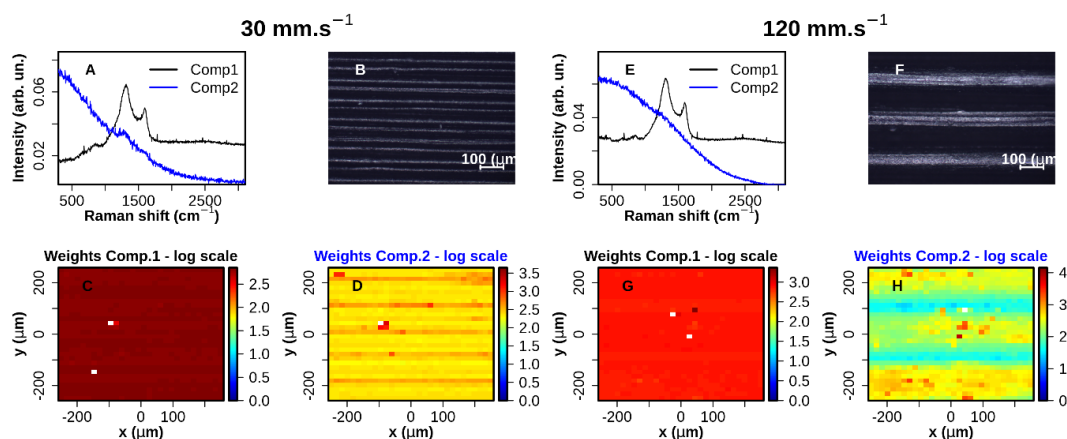 30 mm.s−1
120 mm.s−1
A
Comp1
Comp2
Intensity (arb. un.)
0.02
0.06
500
1500
2500
Raman shift (cm−1)
B
100 (μm
E
Comp1
Comp2
Intensity (arb. un.)
0.00
0.04
500
1500
2500
Raman shift (cm−1)
F
100 (μm
Weights Comp.1 - log scale
C
y (μm)
-200
0
200
-200
0
100
x (μm)
2.5
2.0
1.5
1.0
0.5
0.0
Weights Comp.2 - log scale
D
y (μm)
-200
0
200
-200
0
100
x (μm)
3.5
3.0
2.5
2.0
1.5
1.0
0.5
0.0
Weights Comp.1 - log scale
G
y (μm)
-200
0
200
-200
0
100
x (μm)
3.0
2.5
2.0
1.5
1.0
0.5
0.0
Weights Comp.2 - log scale
H
y (μm)
-200
0
200
-200
0
100
x (μm)
4
3
2
1
0